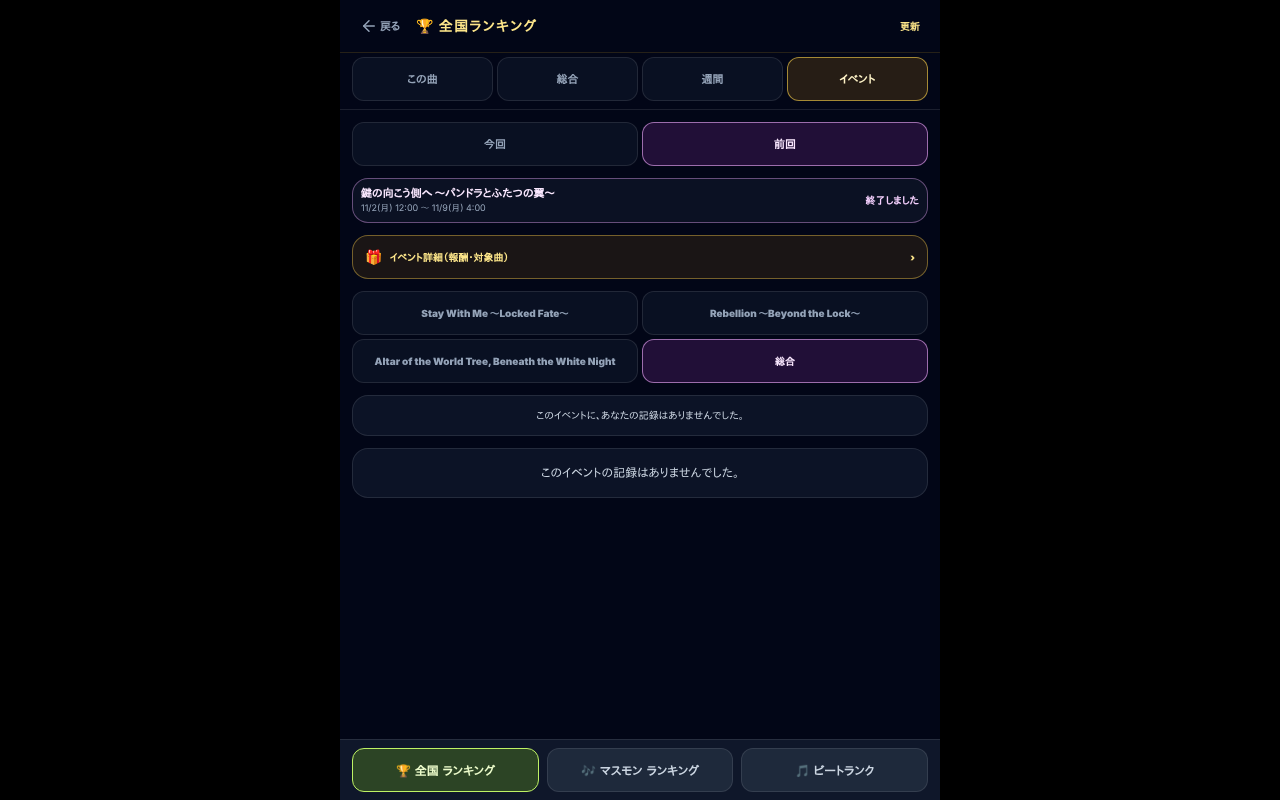 戻る
🏆 全国ランキング
更新
この曲
総合
週間
イベント
今回
前回
鍵の向こう側へ 〜パンドラとふたつの翼〜
11/2(月) 12:00 〜 11/9(月) 4:00
終了しました
🎁 イベント詳細(報酬・対象曲)
›
Stay With Me 〜Locked Fate〜
Rebellion 〜Beyond the Lock〜
Altar of the World Tree, Beneath the White Night
総合
このイベントに、あなたの記録はありませんでした。
このイベントの記録はありませんでした。
🏆 全国 ランキング
🎶 マスモン ランキング
🎵 ビートランク